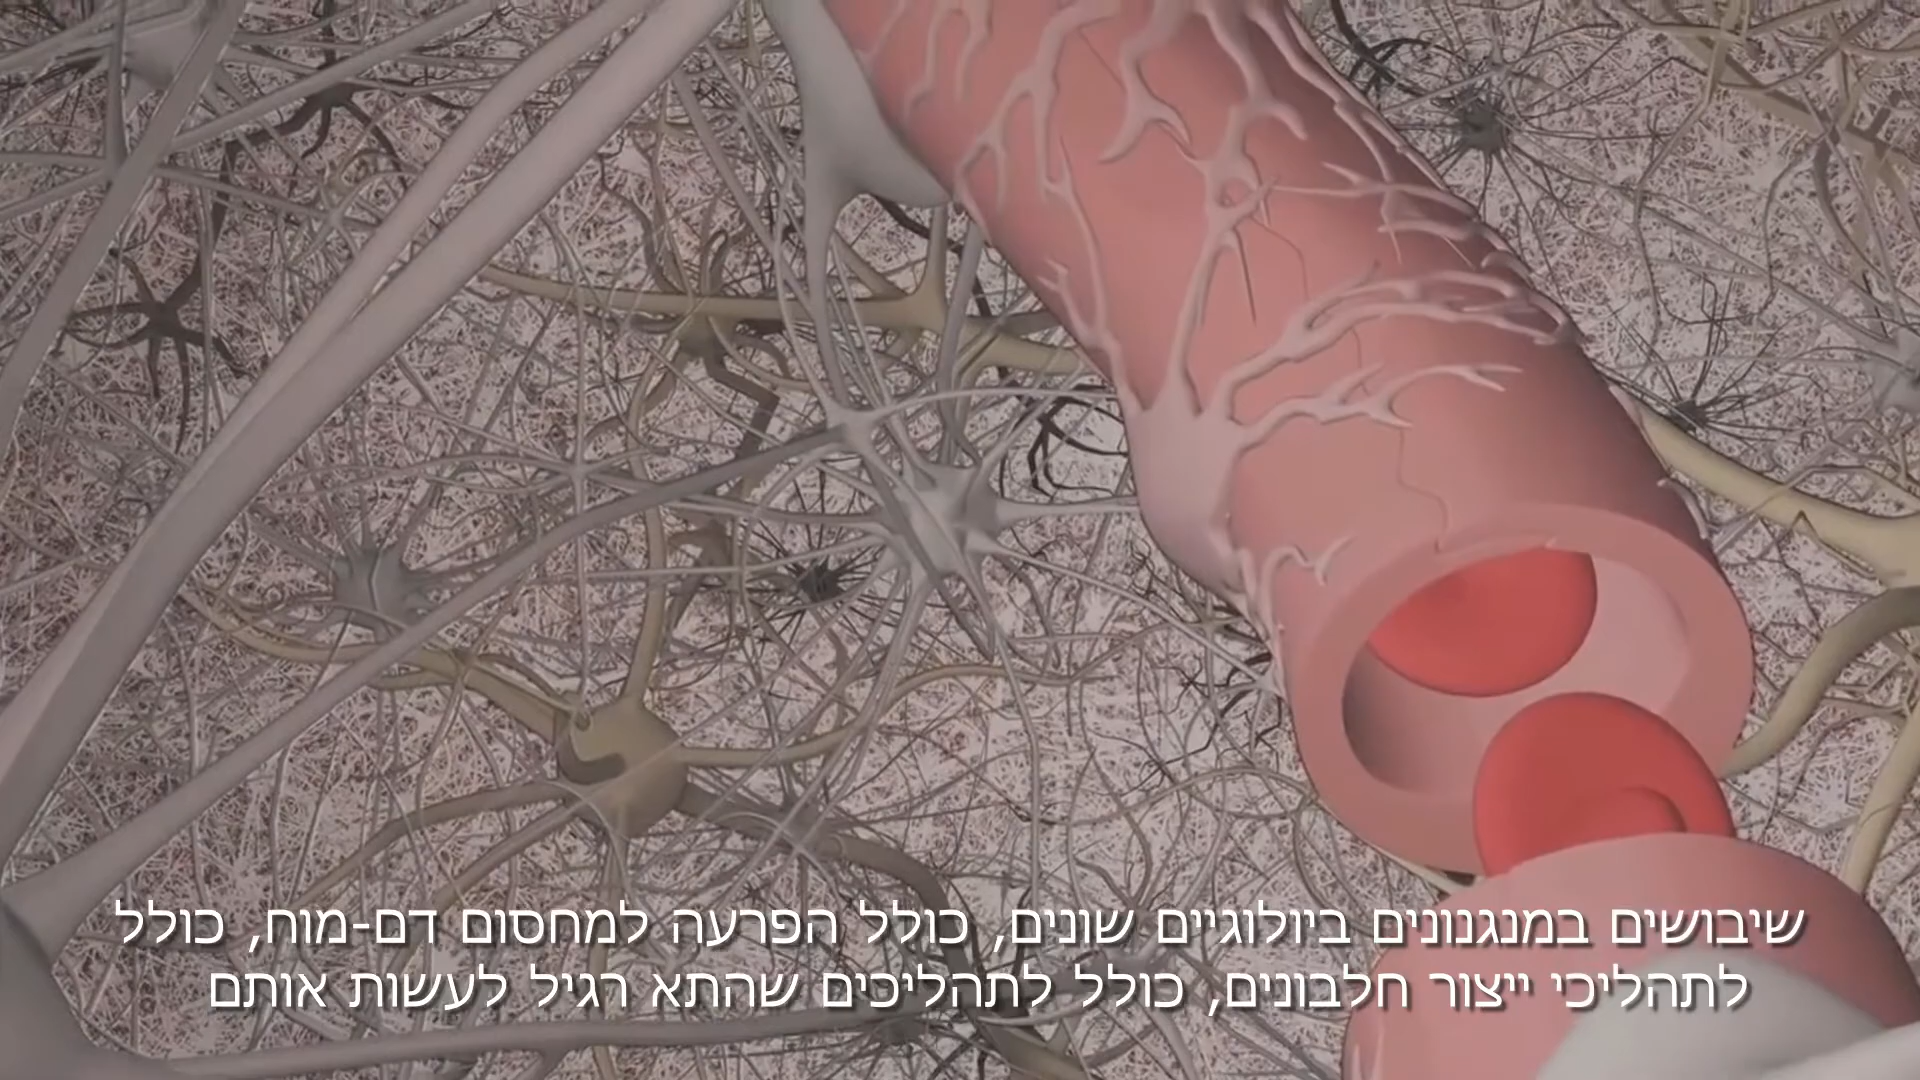 שיבושים במנגנונים ביולוגיים שונים, כולל הפרעה למחסום דם-מוח, כולל
לתהליכי ייצור חלבונים, כולל לתהליכים שהתא רגיל לעשות אותם